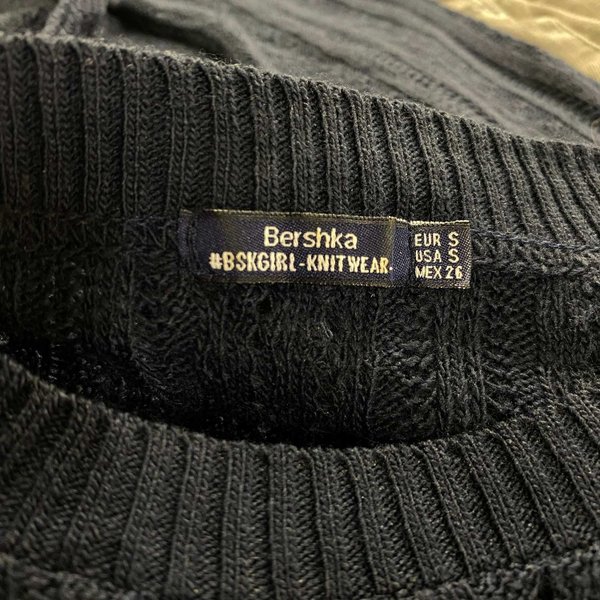 Bershka
#BSKGIRL-KNITWEAR.
EUR S
USA S
MEX 26